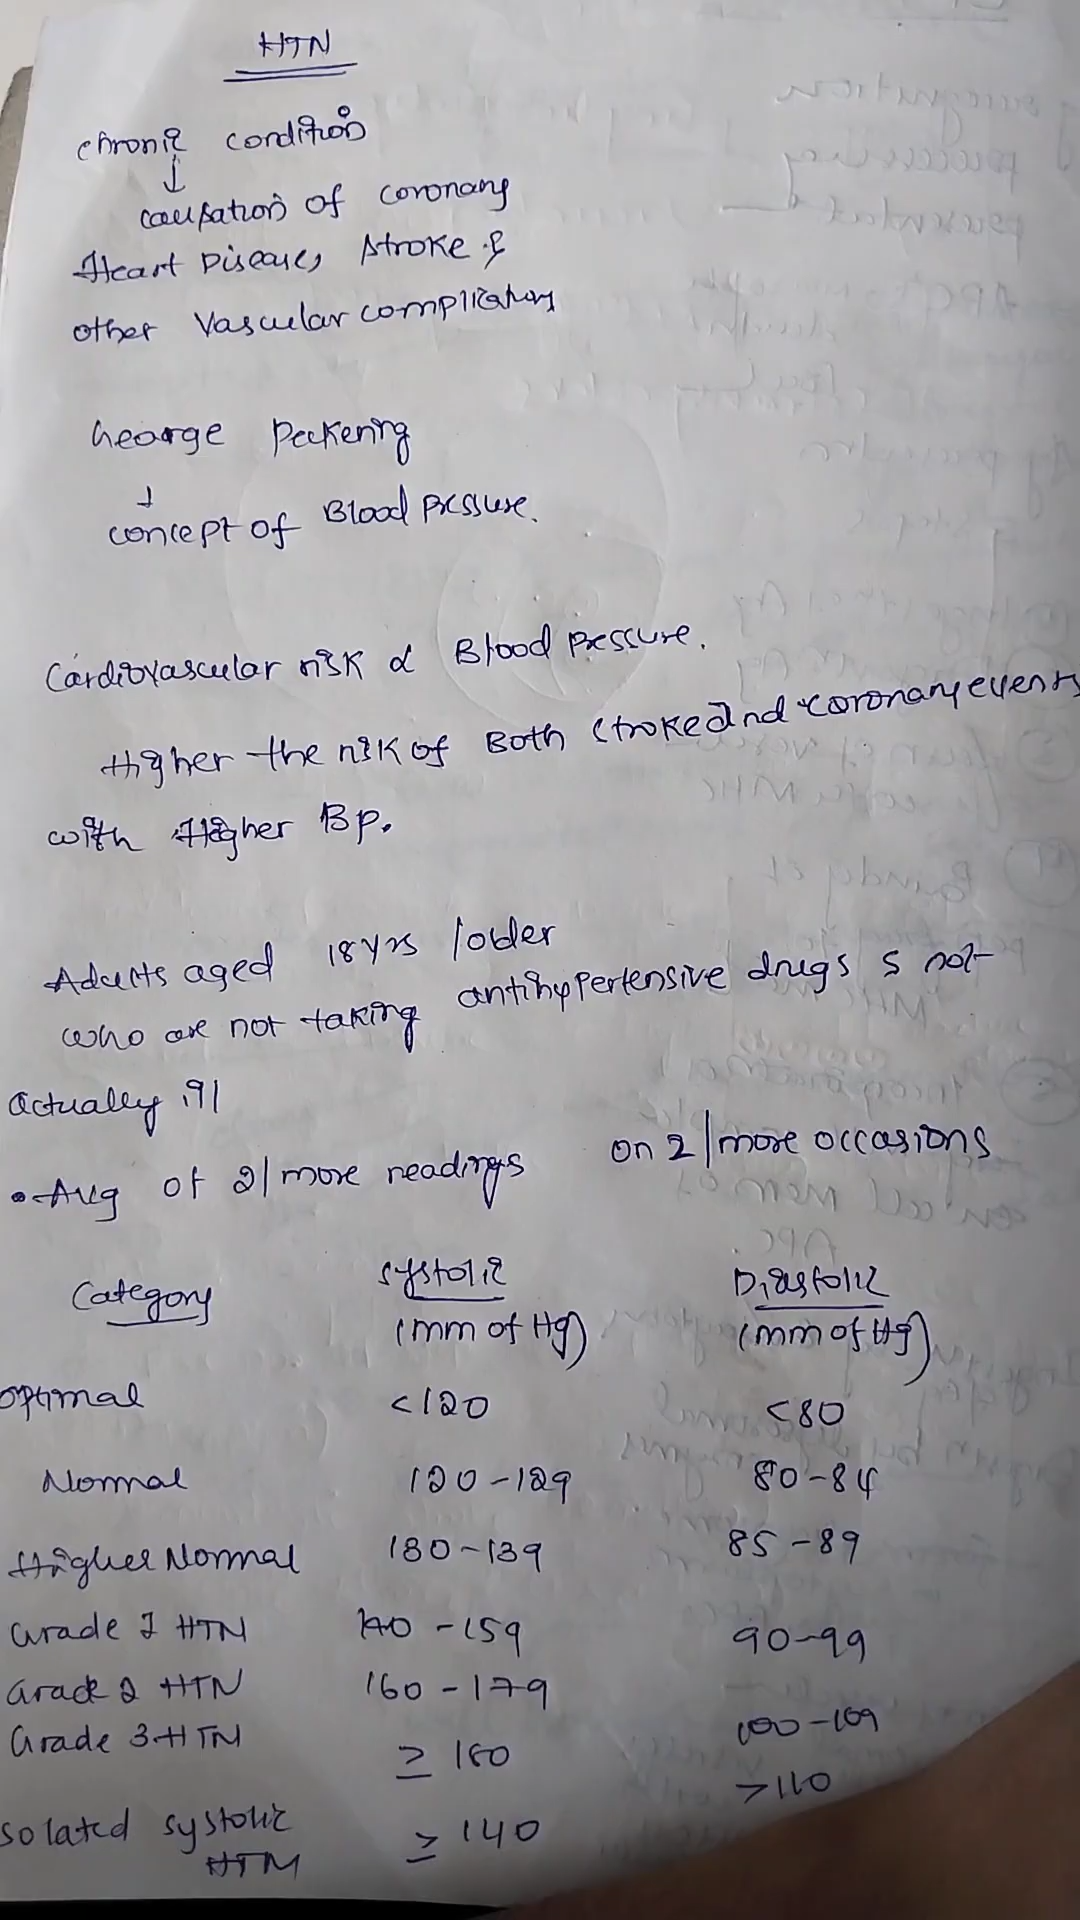 HTN
chronic condition
↓
causation of coronary
Heart Disease, stroke &
other Vascular complications
George Peckering
↓
concept of Blood Pressure.
Cardiovascular risk α Blood Pressure.
Higher the risk of Both stroke and coronary events
with Higher Bp.
Adults aged 18 yrs / older
who are not taking antihypertensive drugs & not
actually ill
• Avg of 2/more readings on 2/more occasions
Category Systolic Diastolic
(mm of Hg) (mm of Hg)
optimal <120 <80
Normal 120-129 80-84
Higher Normal 130-139 85-89
Grade 1 HTN 140-159 90-99
Grade 2 HTN 160-179 100-109
Grade 3 HTN ≥ 180 >110
solated systolic ≥ 140
HTN